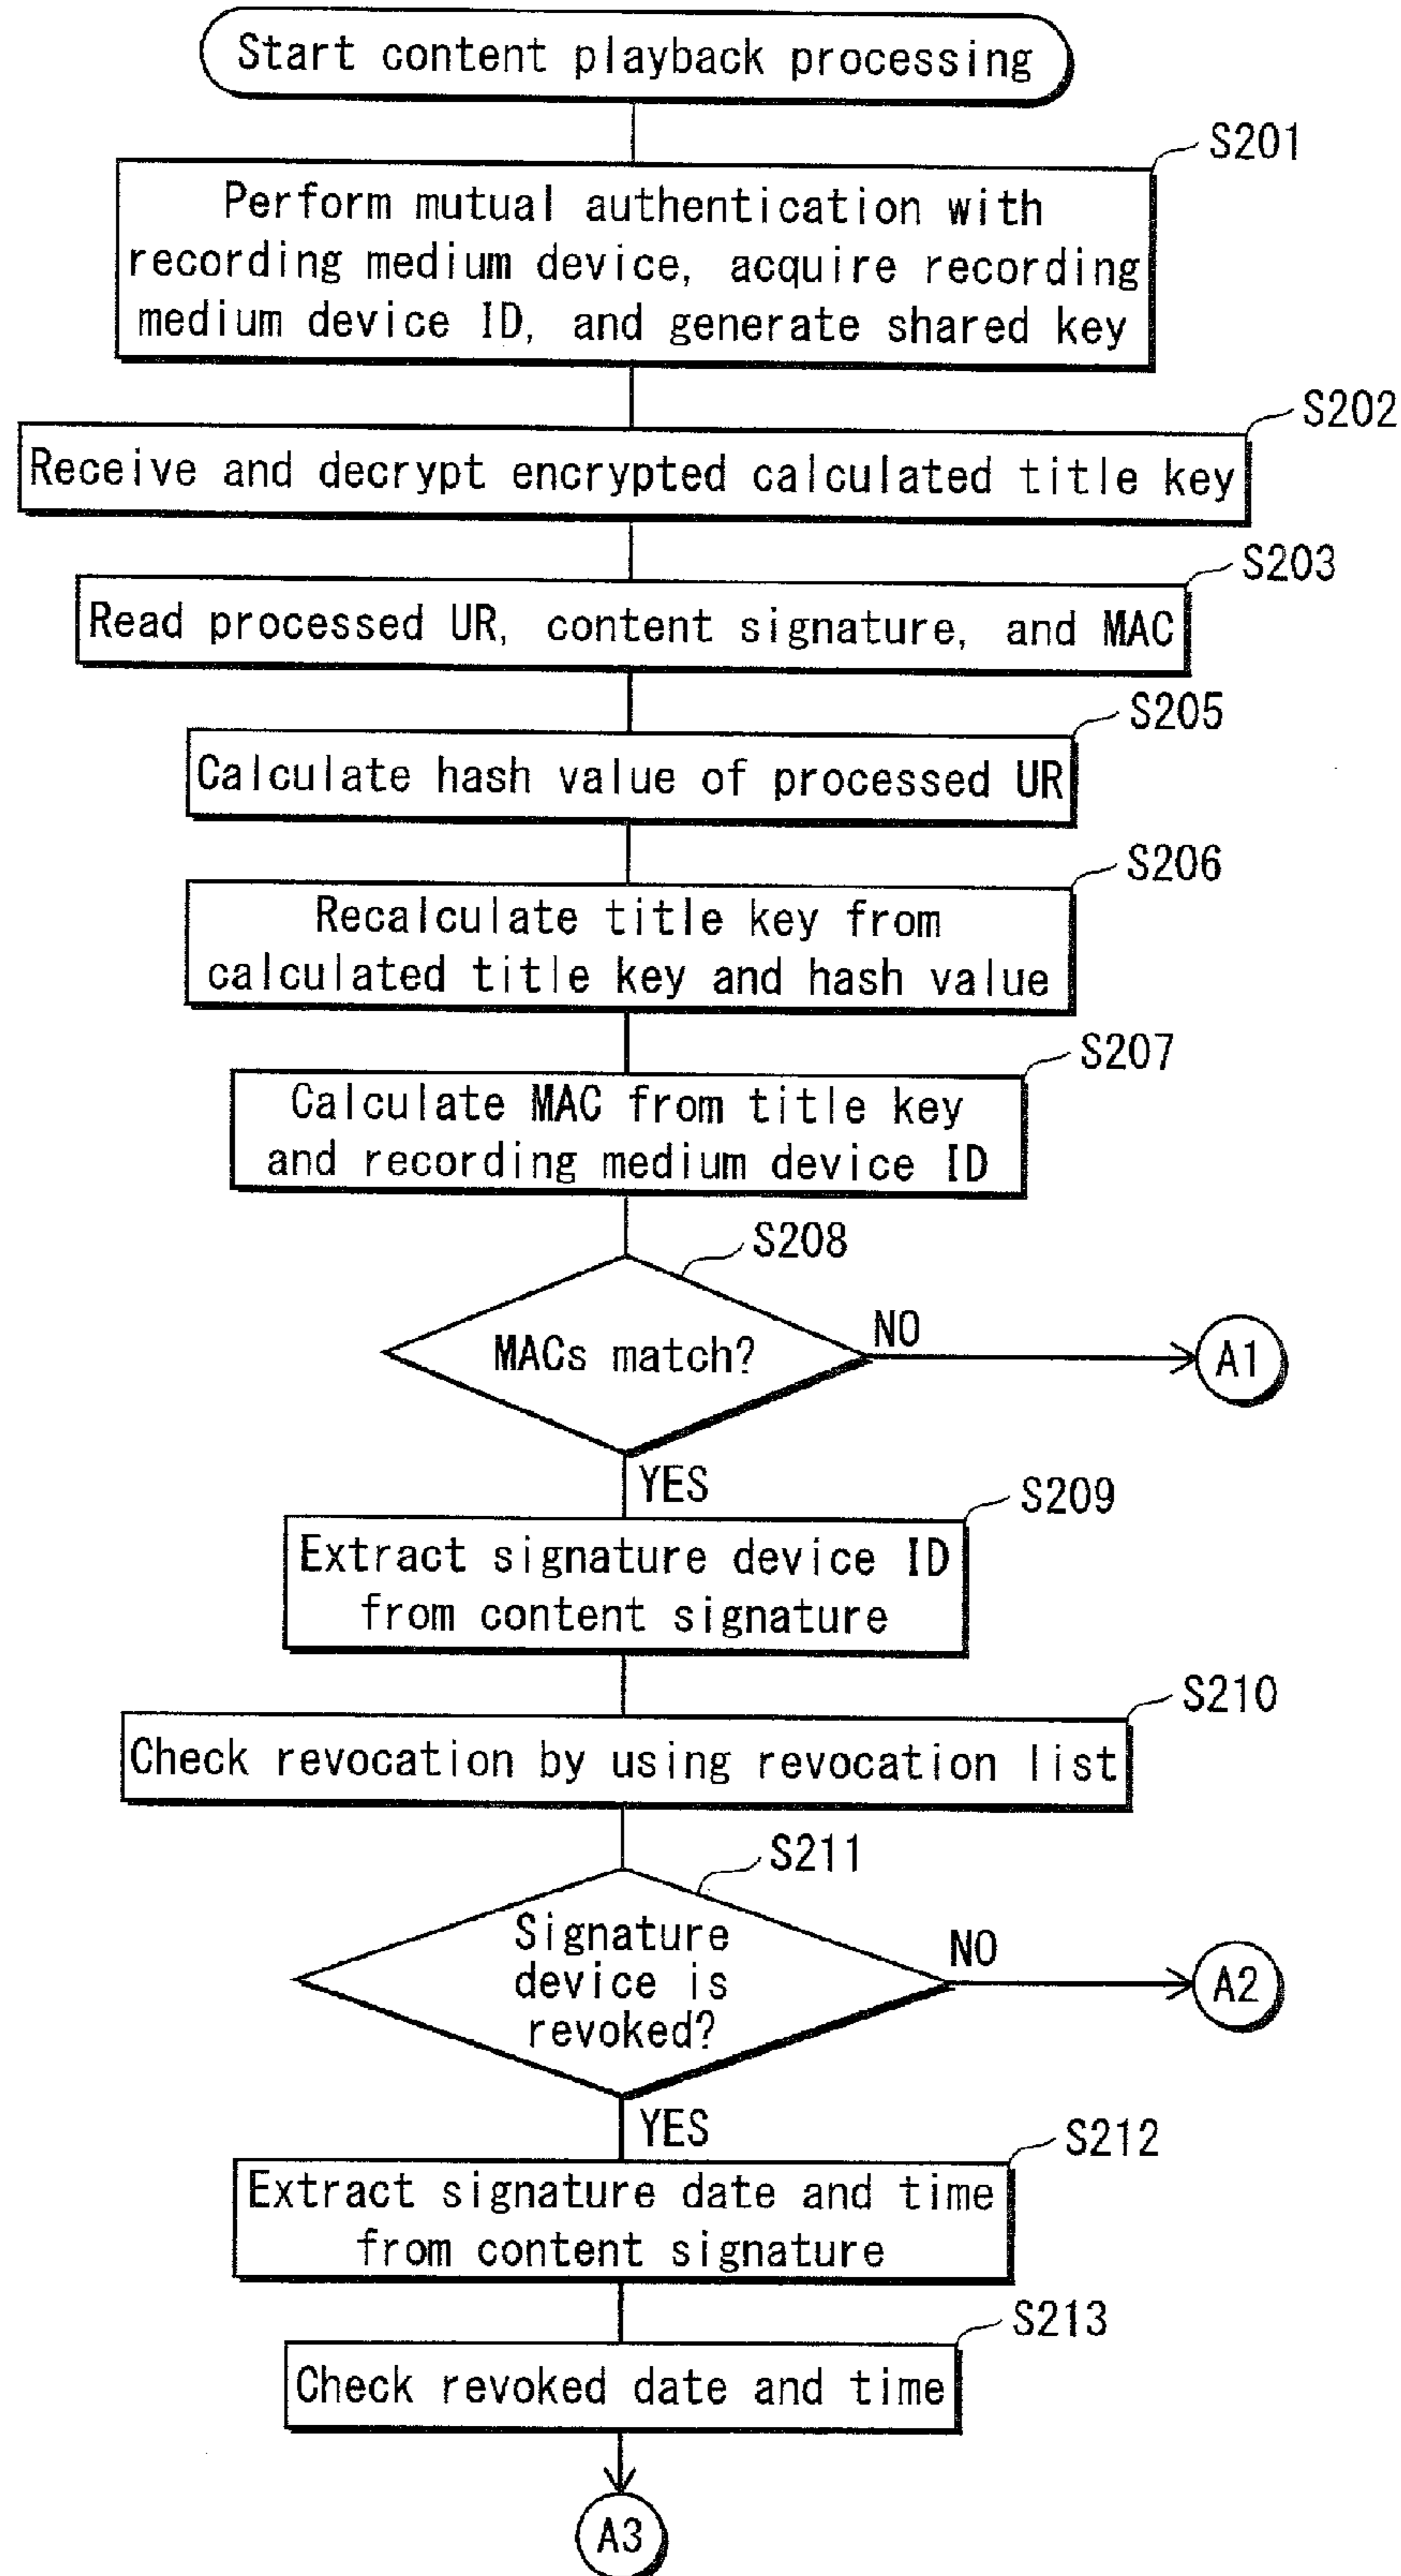 Start content playback processing
S201
Perform mutual authentication with
recording medium device, acquire recording
medium device ID, and generate shared key
S202
Receive and decrypt encrypted calculated title key
S203
Read processed UR, content signature, and MAC
S205
Calculate hash value of processed UR
S206
Recalculate title key from
calculated title key and hash value
S207
Calculate MAC from title key
and recording medium device ID
S208
MACs match?
NO
A1
YES
S209
Extract signature device ID
from content signature
S210
Check revocation by using revocation list
S211
Signature
device is
revoked?
NO
A2
YES
S212
Extract signature date and time
from content signature
S213
Check revoked date and time
A3